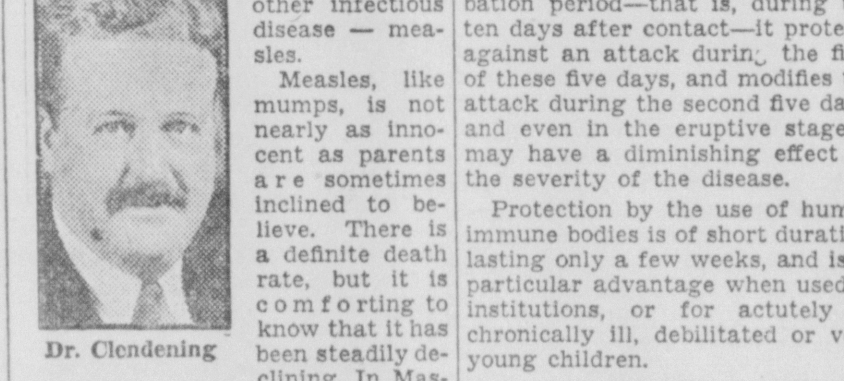 other infectious
disease — mea-
sles.
Measles, like
mumps, is not
nearly as inno-
cent as parents
are sometimes
inclined to be-
lieve. There is
a definite death
rate, but it is
comforting to
know that it has
been steadily de-
clining. In Mas-
Dr. Clendening
bation period—that is, during
ten days after contact—it prote
against an attack during the fi
of these five days, and modifies
attack during the second five da
and even in the eruptive stage
may have a diminishing effect
the severity of the disease.
Protection by the use of hum
immune bodies is of short durati
lasting only a few weeks, and is
particular advantage when used
institutions, or for actutely
chronically ill, debilitated or v
young children.